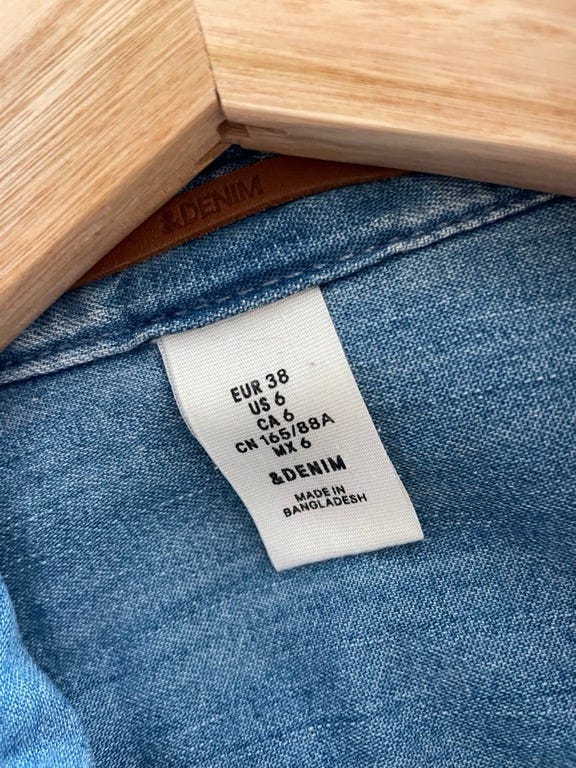 &DENIM
EUR 38
US 6
CA 6
CN 165/88A
MX 6
&DENIM
MADE IN
BANGLADESH